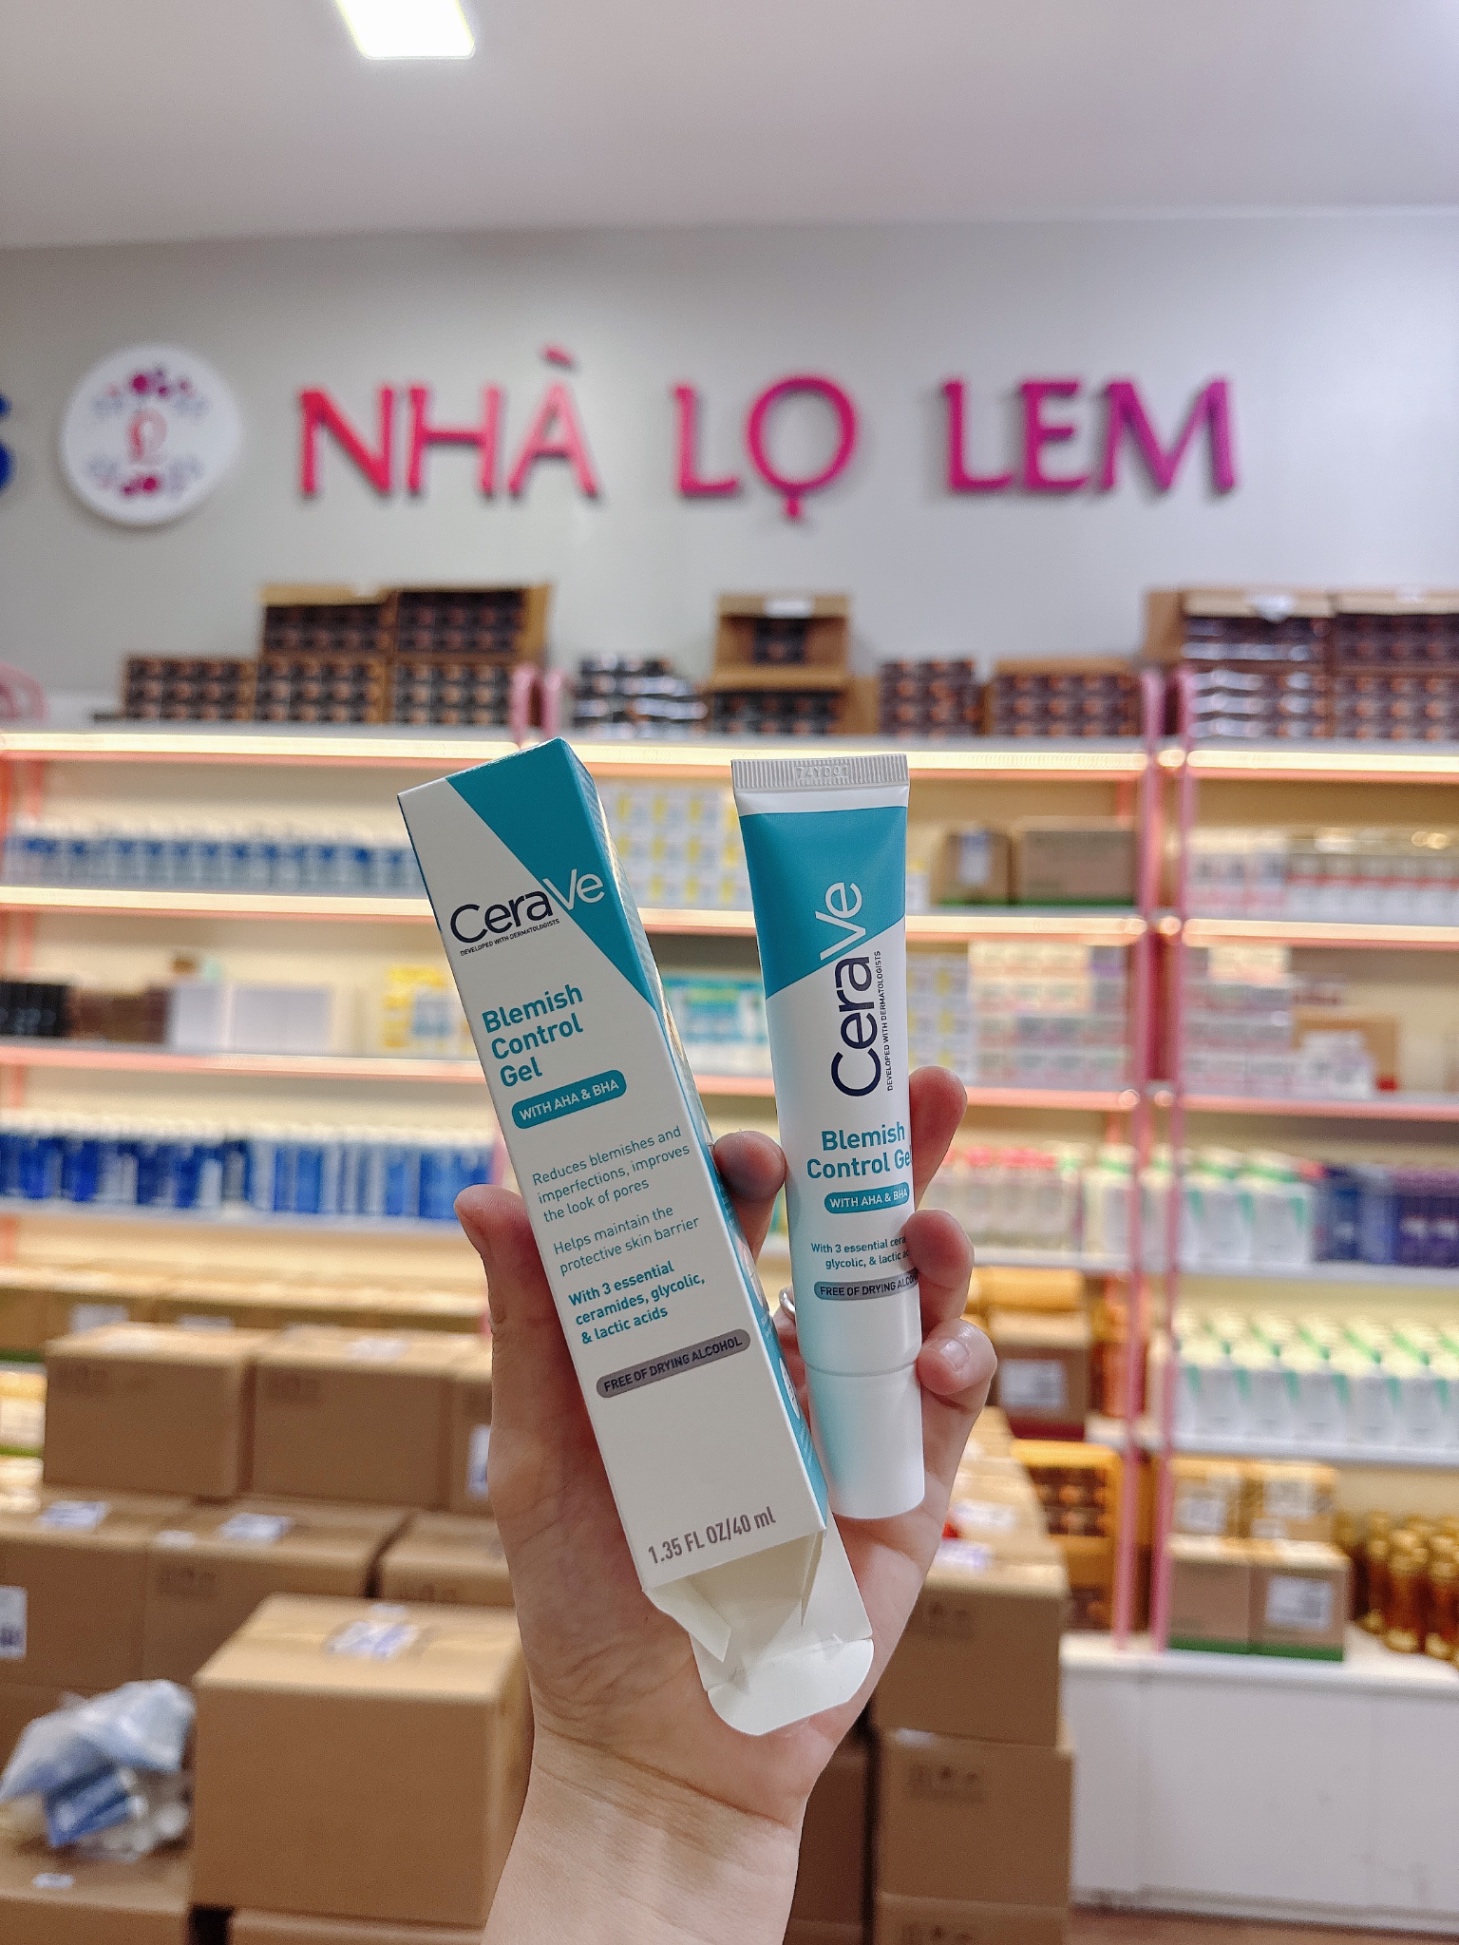 NHÀ LỌ LEM
CeraVe
DEVELOPED WITH DERMATOLOGISTS
Blemish
Control
Gel
WITH AHA & BHA
Reduces blemishes and
imperfections, improves
the look of pores
Helps maintain the
protective skin barrier
With 3 essential
ceramides, glycolic,
& lactic acids
FREE OF DRYING ALCOHOL
1.35 FL OZ/40 ml
CeraVe
DEVELOPED WITH DERMATOLOGISTS
Blemish
Control Ge
WITH AHA & BHA
With 3 essential cera
glycolic, & lactic ac
FREE OF DRYING ALCO